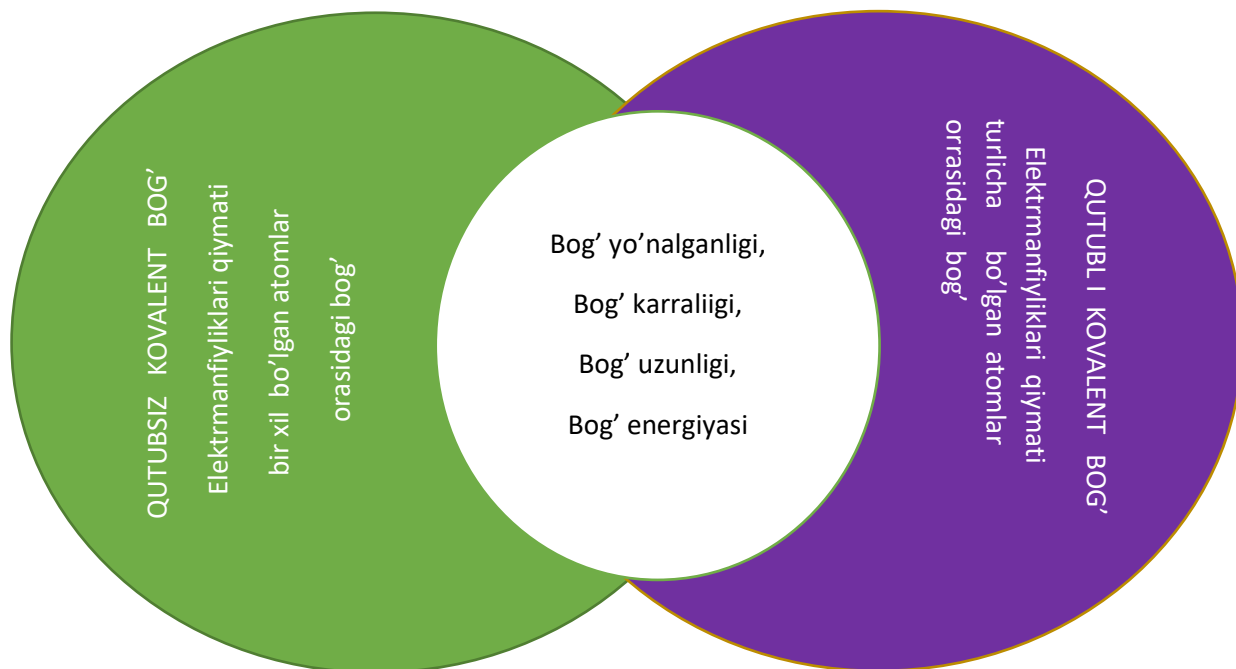 QUTUBSIZ KOVALENT BOG’
Elektrmanfiyliklari qiymati
bir xil bo’lgan atomlar
orasidagi bog’
Bog’ yo’nalganligi,
Bog’ karraliigi,
Bog’ uzunligi,
Bog’ energiyasi
QUTUBL I KOVALENT BOG’
Elektrmanfiyliklari qiymati
turlicha bo’lgan atomlar
orrasidagi bog’